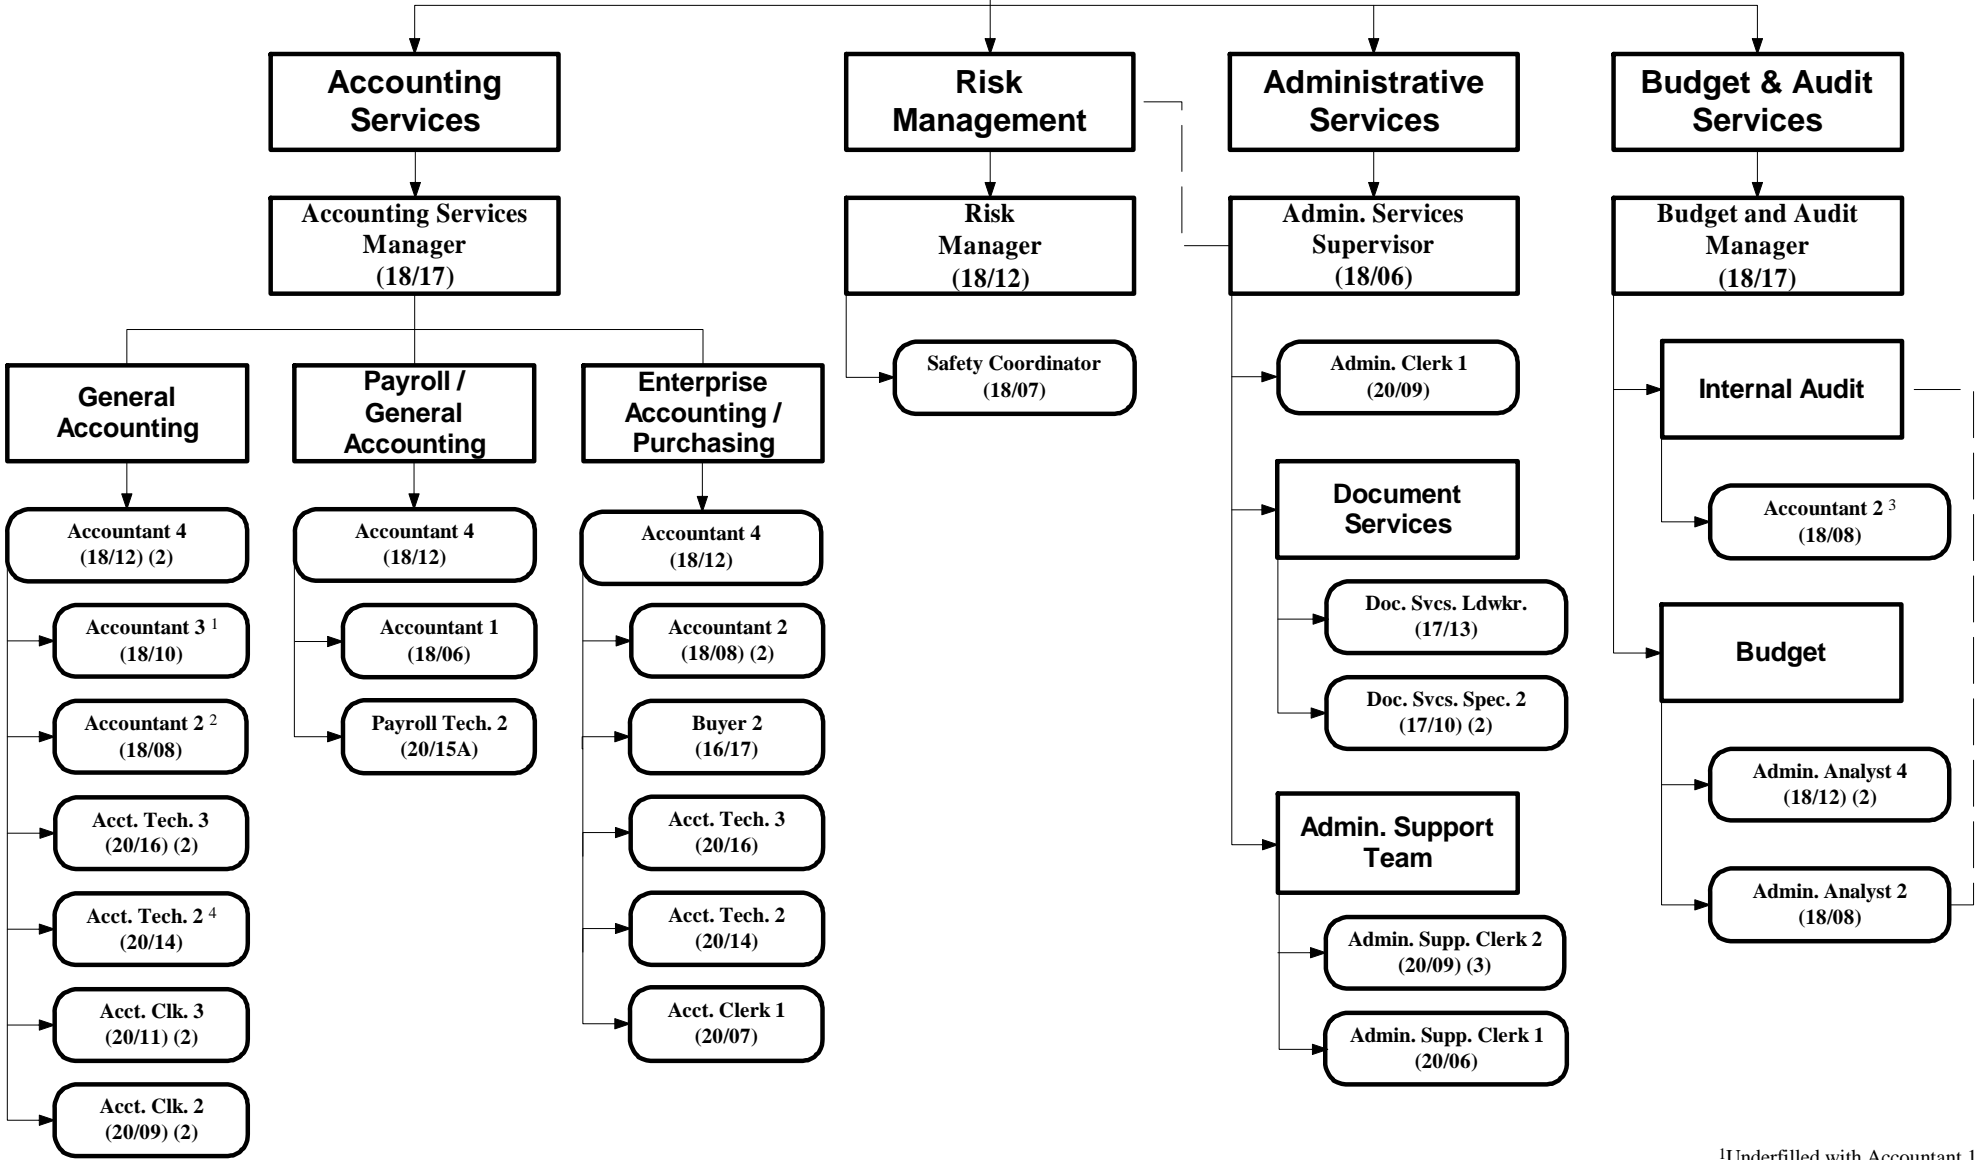 Accounting
Services
Risk
Management
Administrative
Services
Budget & Audit
Services
Accounting Services
Manager
(18/17)
Risk
Manager
(18/12)
Admin. Services
Supervisor
(18/06)
Budget and Audit
Manager
(18/17)
General
Accounting
Accountant 4
(18/12) (2)
Accountant 3 1
(18/10)
Accountant 2 2
(18/08)
Acct. Tech. 3
(20/16) (2)
Acct. Tech. 2 4
(20/14)
Acct. Clk. 3
(20/11) (2)
Acct. Clk. 2
(20/09) (2)
Payroll /
General
Accounting
Accountant 4
(18/12)
Accountant 1
(18/06)
Payroll Tech. 2
(20/15A)
Enterprise
Accounting /
Purchasing
Accountant 4
(18/12)
Accountant 2
(18/08) (2)
Buyer 2
(16/17)
Acct. Tech. 3
(20/16)
Acct. Tech. 2
(20/14)
Acct. Clerk 1
(20/07)
Safety Coordinator
(18/07)
Admin. Clerk 1
(20/09)
Document
Services
Doc. Svcs. Ldwkr.
(17/13)
Doc. Svcs. Spec. 2
(17/10) (2)
Admin. Support
Team
Admin. Supp. Clerk 2
(20/09) (3)
Admin. Supp. Clerk 1
(20/06)
Internal Audit
Accountant 2 3
(18/08)
Budget
Admin. Analyst 4
(18/12) (2)
Admin. Analyst 2
(18/08)
1Underfilled with Accountant 1